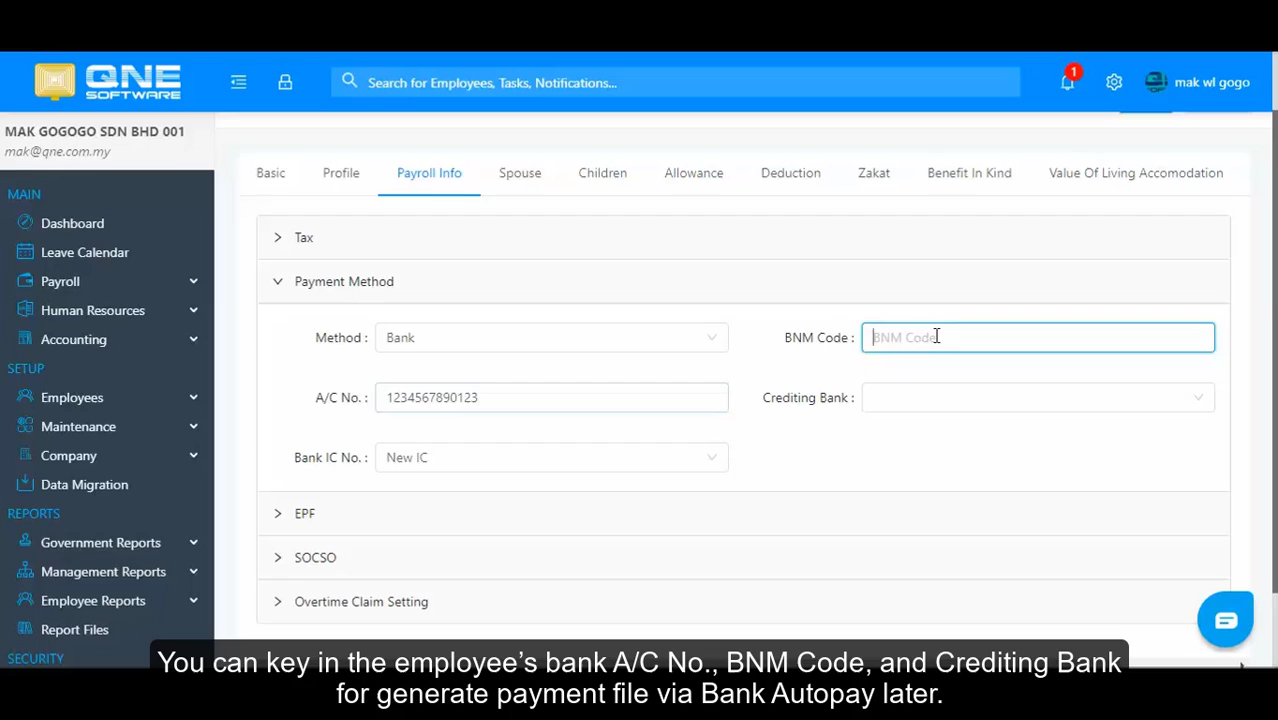 QNE
SOFTWARE
Search for Employees, Tasks, Notifications...
1
mak wl gogo
MAK GOGOGO SDN BHD 001
mak@qne.com.my
MAIN
Dashboard
Leave Calendar
Payroll
Human Resources
Accounting
SETUP
Employees
Maintenance
Company
Data Migration
REPORTS
Government Reports
Management Reports
Employee Reports
Report Files
SECURITY
Basic Profile Payroll Info Spouse Children Allowance Deduction Zakat Benefit In Kind Value Of Living Accomodation
Tax
Payment Method
Method : Bank BNM Code : BNM Code
A/C No. : 1234567890123 Crediting Bank :
Bank IC No. : New IC
EPF
SOCSO
Overtime Claim Setting
You can key in the employee’s bank A/C No., BNM Code, and Crediting Bank
for generate payment file via Bank Autopay later.